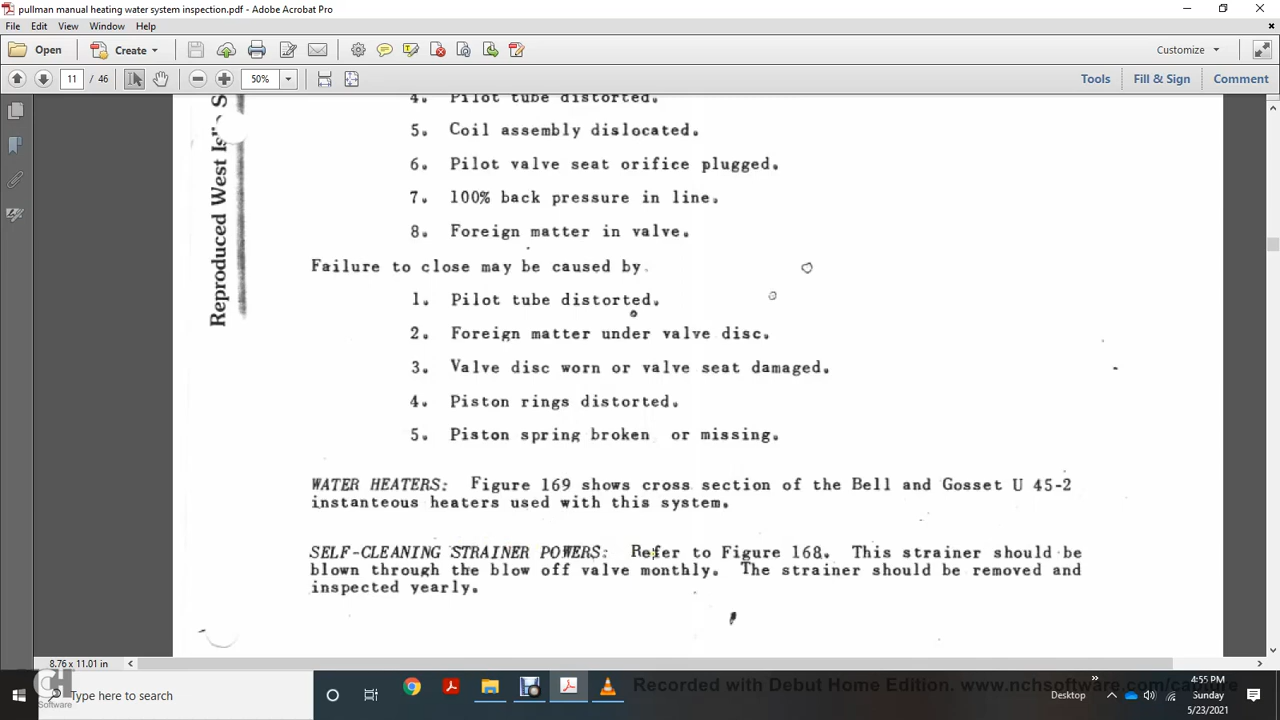 pullman manual heating water system inspection.pdf - Adobe Acrobat Pro
File Edit View Window Help
Open Create Customize
11 / 46 50% Tools Fill & Sign Comment
4. Pilot tube distorted.
5. Coil assembly dislocated.
6. Pilot valve seat orifice plugged.
7. 100% back pressure in line.
8. Foreign matter in valve.
Failure to close may be caused by.
1. Pilot tube distorted.
2. Foreign matter under valve disc.
3. Valve disc worn or valve seat damaged.
4. Piston rings distorted.
5. Piston spring broken or missing.
WATER HEATERS: Figure 169 shows cross section of the Bell and Gosset U 45-2
instanteous heaters used with this system.
SELF-CLEANING STRAINER POWERS: Refer to Figure 168. This strainer should be
blown through the blow off valve monthly. The strainer should be removed and
inspected yearly.
Reproduced West Is
8.76 x 11.01 in
CH
Software
Type here to search
Recorded with Debut Home Edition. www.nchsoftware.com/capture
Desktop
4:55 PM
Sunday
5/23/2021